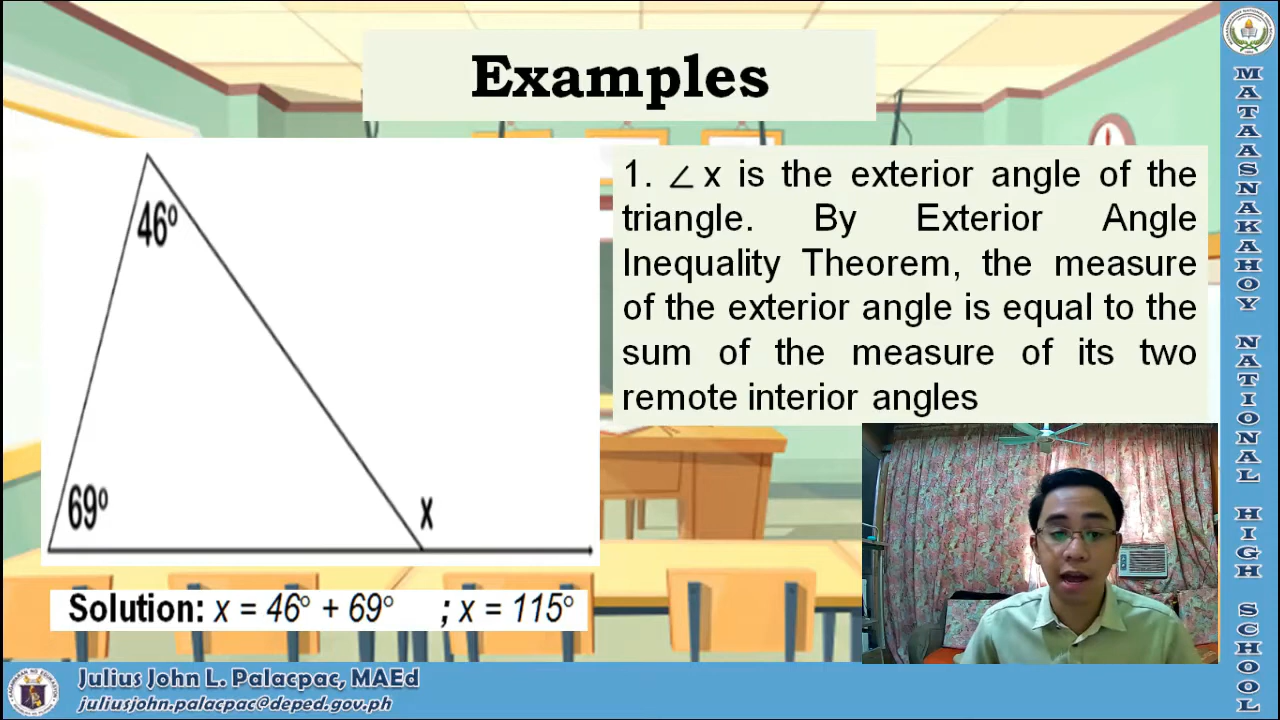 Examples
46°
69°
x
Solution: x = 46° + 69° ; x = 115°
1. ∠ x is the exterior angle of the
triangle. By Exterior Angle
Inequality Theorem, the measure
of the exterior angle is equal to the
sum of the measure of its two
remote interior angles
Julius John L. Palacpac, MAEd
juliusjohn.palacpac@deped.gov.ph
MATAASNAKAHOY NATIONAL HIGH SCHOOL